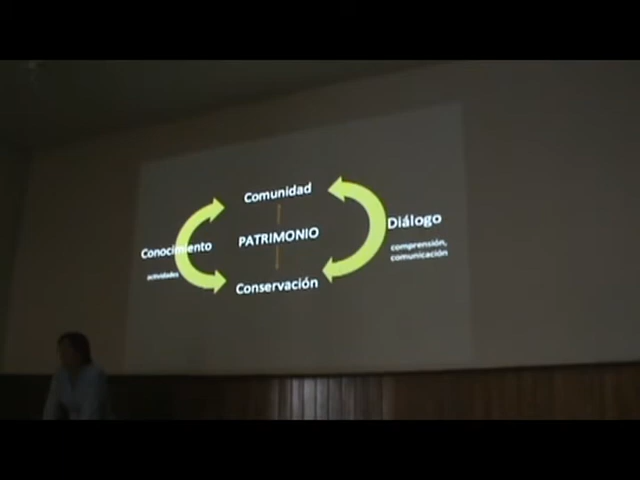 Comunidad
Conocimiento
actividades
PATRIMONIO
Diálogo
comprensión,
comunicación
Conservación